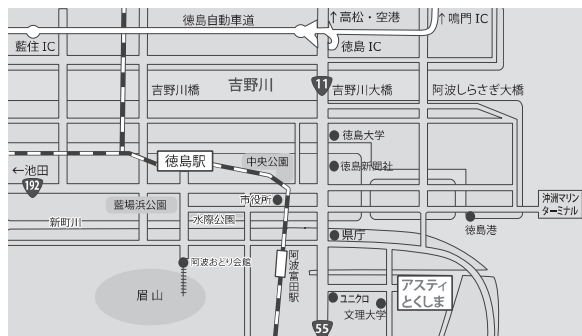 徳島自動車道
↑高松・空港
↑鳴門 IC
藍住 IC
徳島 IC
吉野川橋
吉野川
11
吉野川大橋
阿波しらさぎ大橋
徳島大学
徳島駅
中央公園
徳島新聞社
←池田
192
藍場浜公園
市役所
沖洲マリン
ターミナル
新町川
水際公園
徳島港
県庁
阿波おどり会館
阿波富田駅
眉山
アスティ
とくしま
ユニクロ
文理大学
55